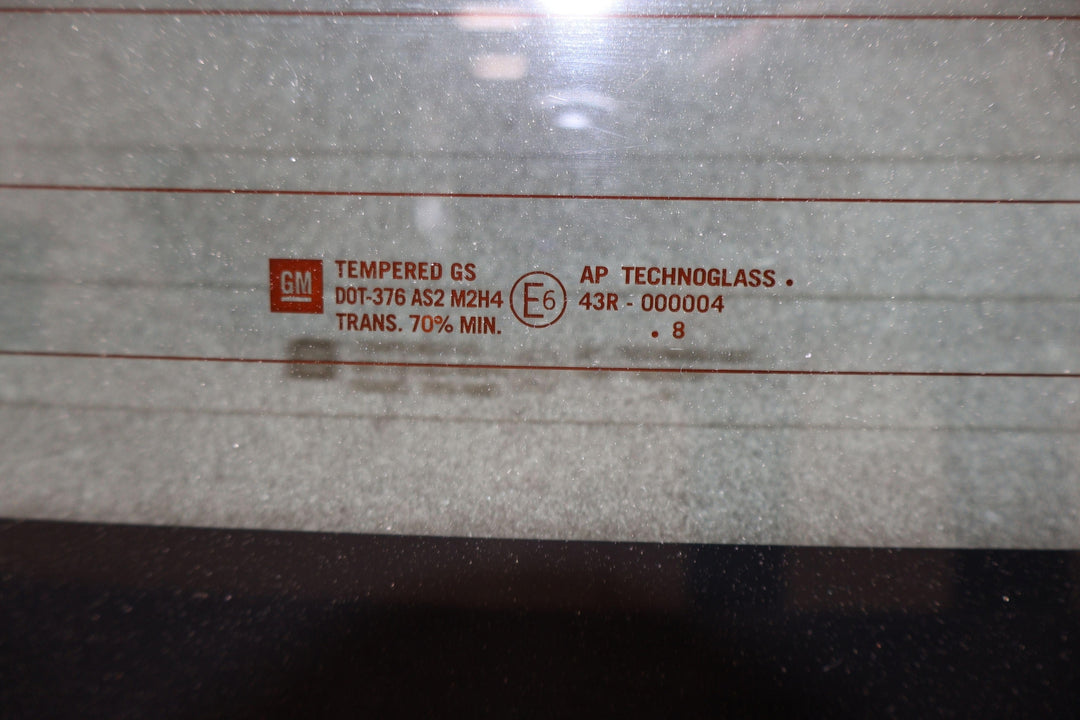 GM
TEMPERED GS
DOT-376 AS2 M2H4
TRANS. 70% MIN.
E6
AP TECHNOGLASS .
43R - 000004
. 8